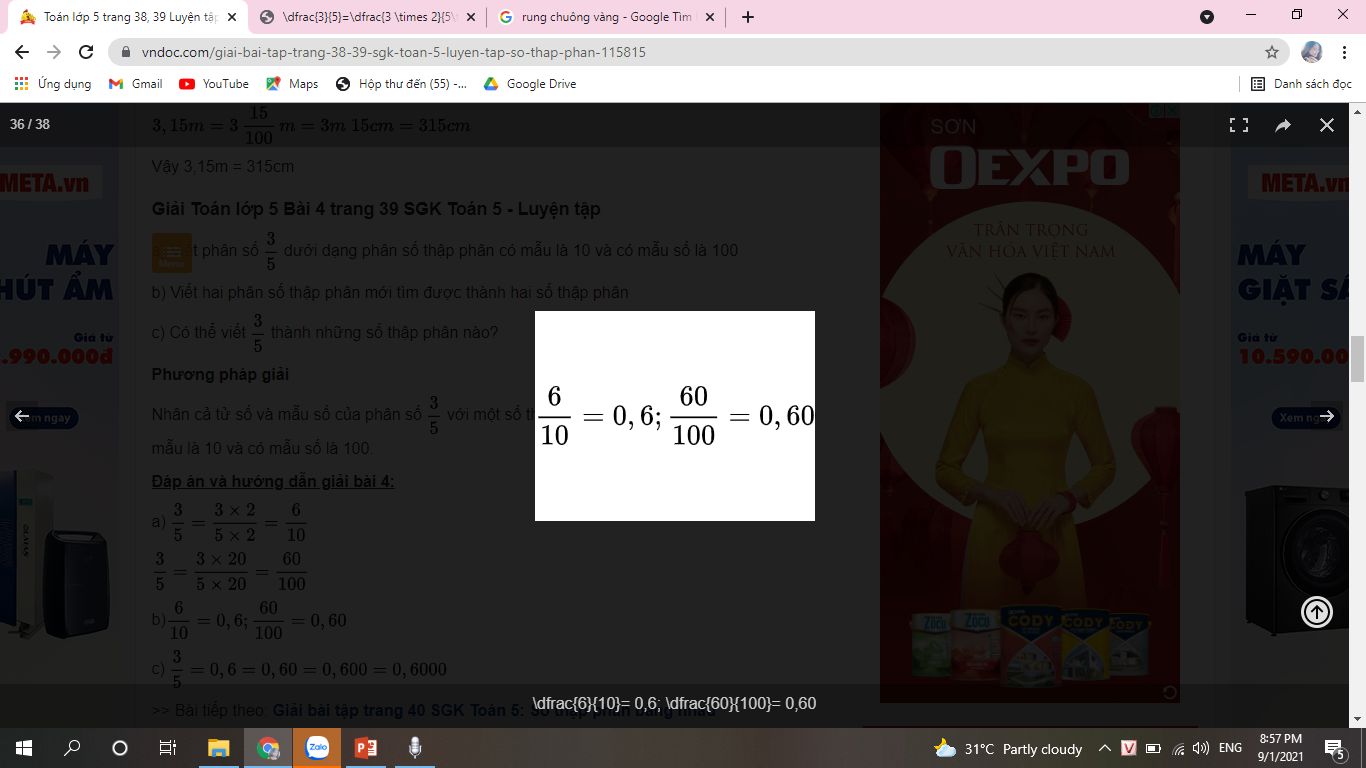 Toán lớp 5 trang 38, 39 Luyện tập
\dfrac{3}{5}=\dfrac{3 \times 2}{5\t
rung chuông vàng - Google Tìm
vndoc.com/giai-bai-tap-trang-38-39-sgk-toan-5-luyen-tap-so-thap-phan-115815
Ứng dụng Gmail YouTube Maps Hộp thư đến (55) -... Google Drive Danh sách đọc
36 / 38
3,15m = 3 15/100 m = 3m 15cm = 315cm
Vậy 3,15m = 315cm
Giải Toán lớp 5 Bài 4 trang 39 SGK Toán 5 - Luyện tập
phân số 3/5 dưới dạng phân số thập phân có mẫu là 10 và có mẫu số là 100
Menu
b) Viết hai phân số thập phân mới tìm được thành hai số thập phân
c) Có thể viết 3/5 thành những số thập phân nào?
Phương pháp giải
Nhân cả tử số và mẫu số của phân số 3/5 với một số
mẫu là 10 và có mẫu số là 100.
Đáp án và hướng dẫn giải bài 4:
a) 3/5 = 3 × 2/5 × 2 = 6/10
3/5 = 3 × 20/5 × 20 = 60/100
b) 6/10 = 0,6; 60/100 = 0,60
c) 3/5 = 0,6 = 0,60 = 0,600 = 0,6000
>> Bài tiếp theo: Giải bài tập trang 40 SGK Toán 5: Số thập phân bằng nhau
6/10 = 0,6; 60/100 = 0,60
\dfrac{6}{10}= 0,6; \dfrac{60}{100}= 0,60
META.vn
MÁY
HÚT ẨM
Giá từ
.990.000đ
Xem ngay
SƠN
OEXPO
TRÂN TRỌNG
VĂN HÓA VIỆT NAM
CODY
CODY
CODY
META.vn
MÁY
GIẶT SẤ
Giá từ
10.590.000
Xem ngay
Zalo
31°C Partly cloudy
ENG
8:57 PM
9/1/2021
5